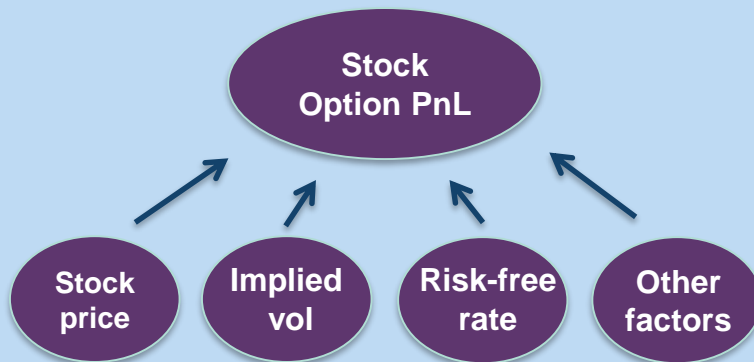 Stock
Option PnL
Stock
price
Implied
vol
Risk-free
rate
Other
factors